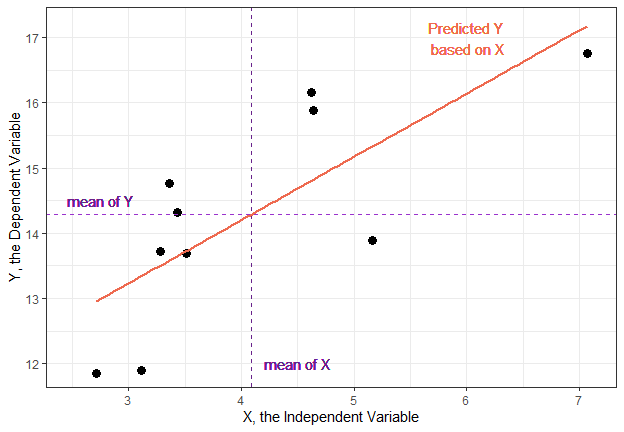 Predicted Y
based on X
mean of Y
mean of X
17
16
15
14
13
12
3
4
5
6
7
Y, the Dependent Variable
X, the Independent Variable